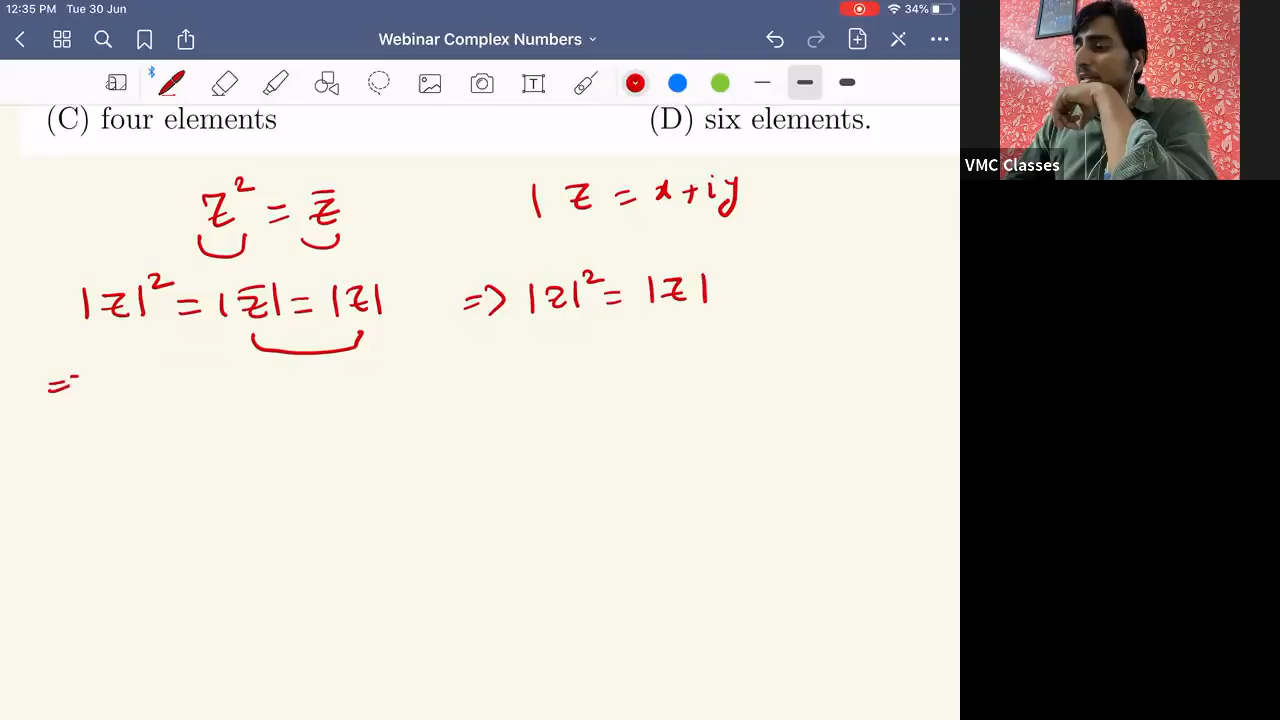 12:35 PM Tue 30 Jun
34%
Webinar Complex Numbers
T
(C) four elements (D) six elements.
z² = z̄ | z = x + iy
|z|² = |z̄| = |z| => |z|² = |z|
=>
VMC Classes